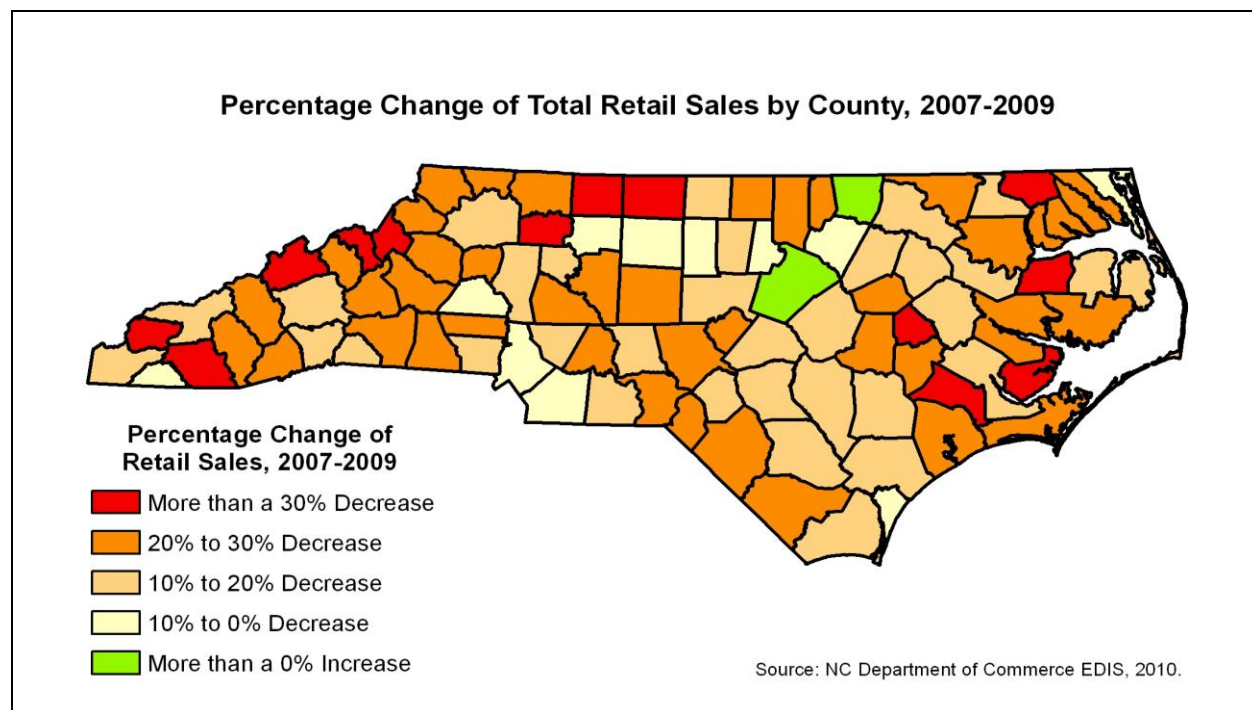 Percentage Change of Total Retail Sales by County, 2007-2009
Percentage Change of
Retail Sales, 2007-2009
More than a 30% Decrease
20% to 30% Decrease
10% to 20% Decrease
10% to 0% Decrease
More than a 0% Increase
Source: NC Department of Commerce EDIS, 2010.